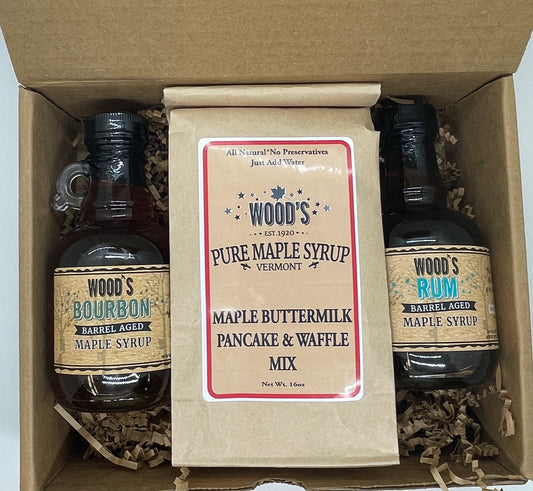 WOOD'S
BOURBON
BARREL AGED
MAPLE SYRUP
All Natural*No Preservatives
Just Add Water
WOOD'S
EST.1920
PURE MAPLE SYRUP
VERMONT
MAPLE BUTTERMILK
PANCAKE & WAFFLE
MIX
Net Wt. 16oz
WOOD'S
RUM
BARREL AGED
MAPLE SYRUP